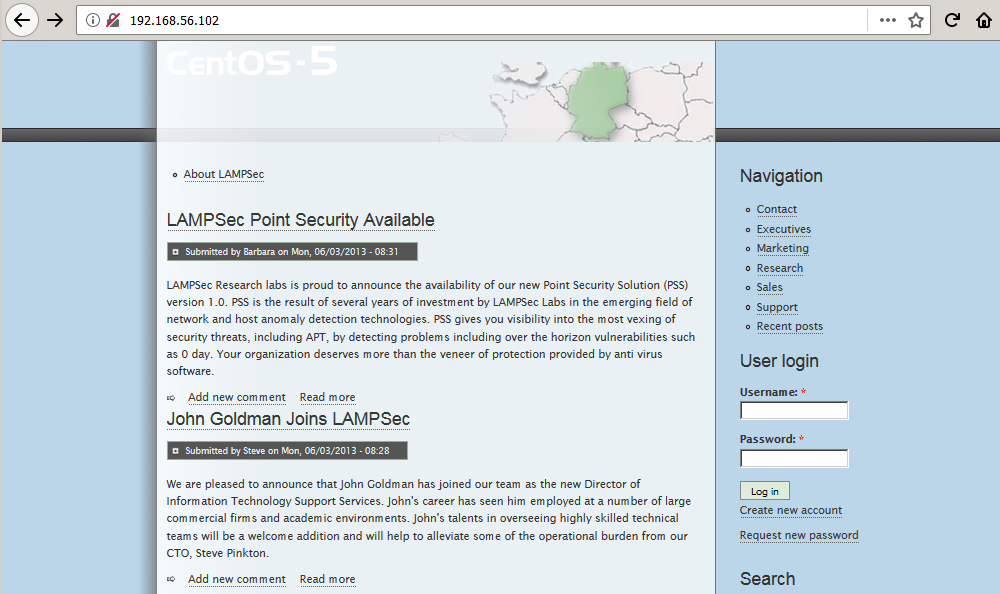 192.168.56.102
CentOS-5
About LAMPSec
LAMPSec Point Security Available
Submitted by Barbara on Mon, 06/03/2013 - 08:31
LAMPSec Research labs is proud to announce the availability of our new Point Security Solution (PSS)
version 1.0. PSS is the result of several years of investment by LAMPSec Labs in the emerging field of
network and host anomaly detection technologies. PSS gives you visibility into the most vexing of
security threats, including APT, by detecting problems including over the horizon vulnerabilities such
as 0 day. Your organization deserves more than the veneer of protection provided by anti virus
software.
Add new comment Read more
John Goldman Joins LAMPSec
Submitted by Steve on Mon, 06/03/2013 - 08:28
We are pleased to announce that John Goldman has joined our team as the new Director of
Information Technology Support Services. John's career has seen him employed at a number of large
commercial firms and academic environments. John's talents in overseeing highly skilled technical
teams will be a welcome addition and will help to alleviate some of the operational burden from our
CTO, Steve Pinkton.
Add new comment Read more
Navigation
Contact
Executives
Marketing
Research
Sales
Support
Recent posts
User login
Username: *
Password: *
Log in
Create new account
Request new password
Search